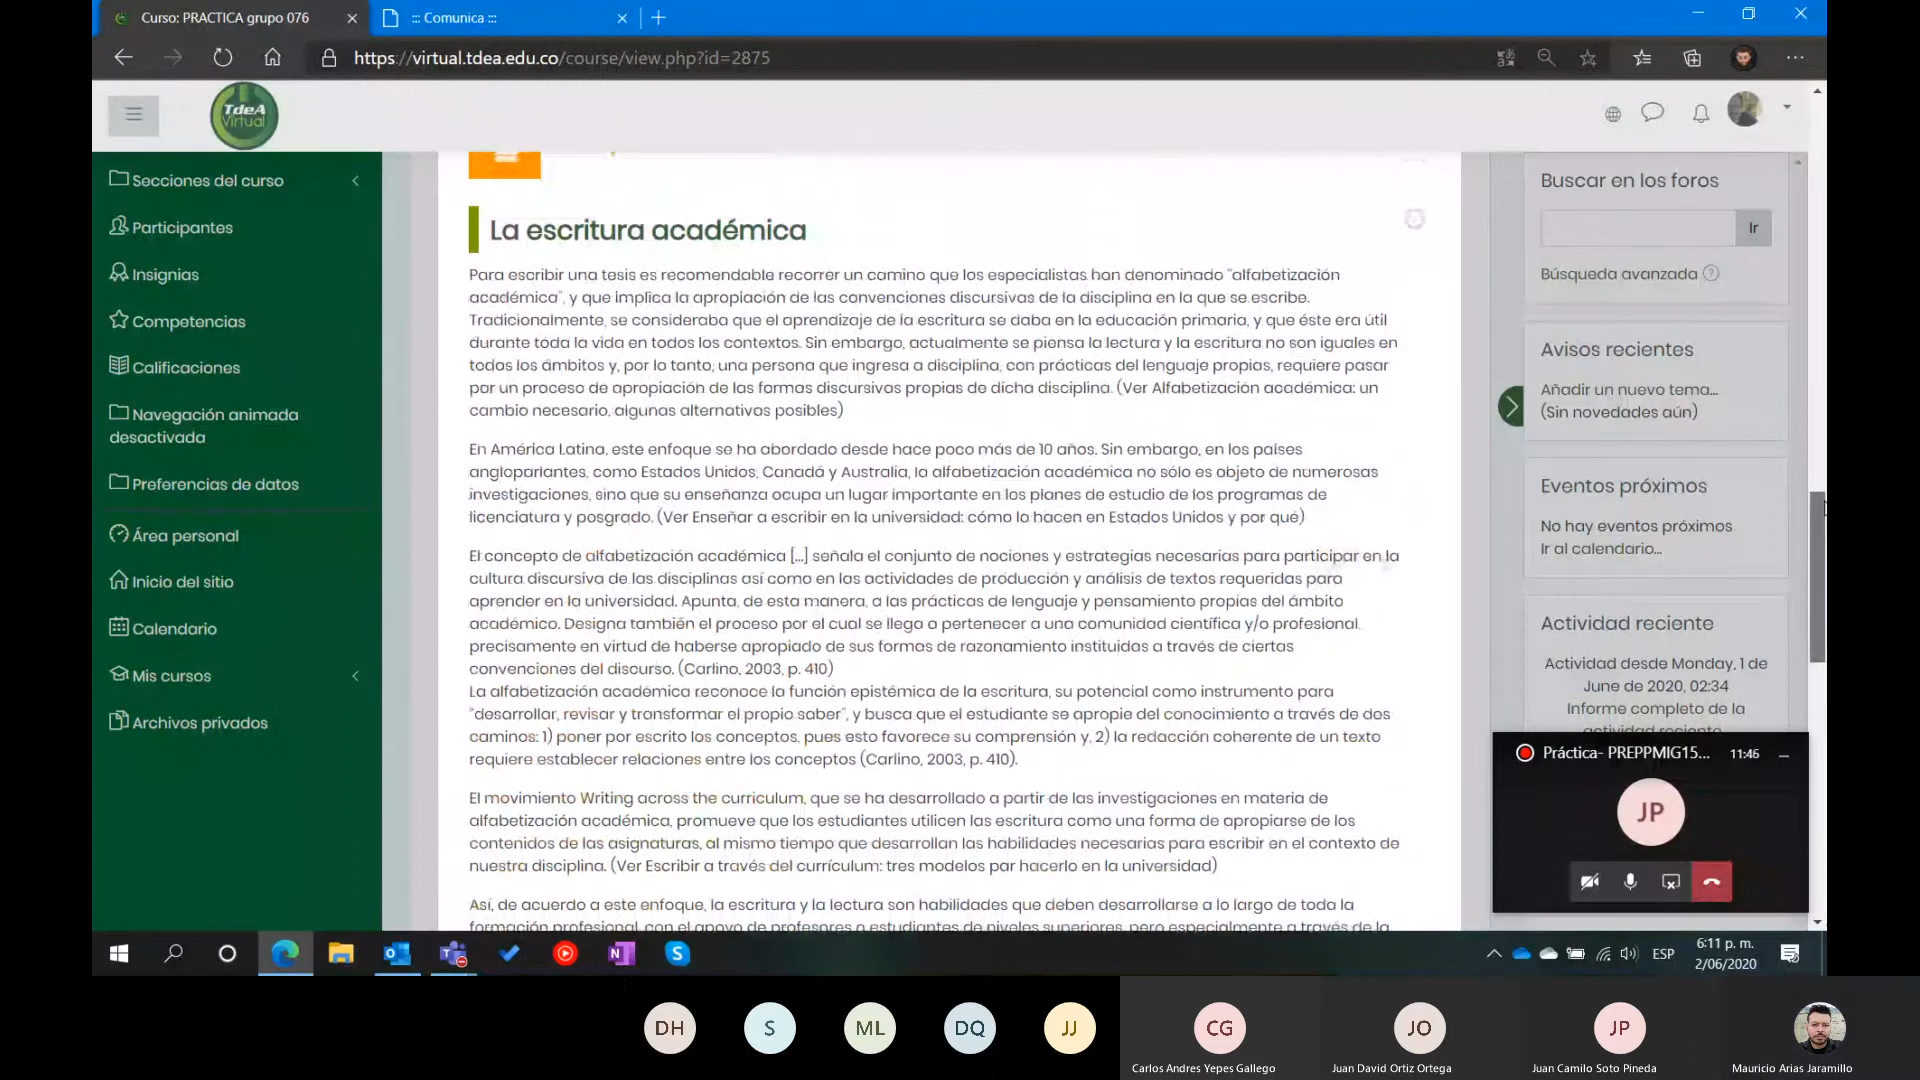 Curso: PRACTICA grupo 076
::: Comunica :::
https://virtual.tdea.edu.co/course/view.php?id=2875
TdeA
Virtual
Secciones del curso
Participantes
Insignias
Competencias
Calificaciones
Navegación animada
desactivada
Preferencias de datos
Área personal
Inicio del sitio
Calendario
Mis cursos
Archivos privados
La escritura académica
Para escribir una tesis es recomendable recorrer un camino que los especialistas han denominado "alfabetización
académica", y que implica la apropiación de las convenciones discursivas de la disciplina en la que se escribe.
Tradicionalmente, se consideraba que el aprendizaje de la escritura se daba en la educación primaria, y que éste era útil
durante toda la vida en todos los contextos. Sin embargo, actualmente se piensa la lectura y la escritura no son iguales en
todos los ámbitos y, por lo tanto, una persona que ingresa a disciplina, con prácticas del lenguaje propias, requiere pasar
por un proceso de apropiación de las formas discursivas propias de dicha disciplina. (Ver Alfabetización académica: un
cambio necesario, algunas alternativas posibles)
En América Latina, este enfoque se ha abordado desde hace poco más de 10 años. Sin embargo, en los países
angloparlantes, como Estados Unidos, Canadá y Australia, la alfabetización académica no sólo es objeto de numerosas
investigaciones, sino que su enseñanza ocupa un lugar importante en los planes de estudio de los programas de
licenciatura y posgrado. (Ver Enseñar a escribir en la universidad: cómo lo hacen en Estados Unidos y por qué)
El concepto de alfabetización académica [...] señala el conjunto de nociones y estrategias necesarias para participar en la
cultura discursiva de las disciplinas así como en las actividades de producción y análisis de textos requeridas para
aprender en la universidad. Apunta, de esta manera, a las prácticas de lenguaje y pensamiento propias del ámbito
académico. Designa también el proceso por el cual se llega a pertenecer a una comunidad científica y/o profesional,
precisamente en virtud de haberse apropiado de sus formas de razonamiento instituidas a través de ciertas
convenciones del discurso. (Carlino, 2003, p. 410)
La alfabetización académica reconoce la función epistémica de la escritura, su potencial como instrumento para
"desarrollar, revisar y transformar el propio saber", y busca que el estudiante se apropie del conocimiento a través de dos
caminos: 1) poner por escrito los conceptos, pues esto favorece su comprensión y, 2) la redacción coherente de un texto
requiere establecer relaciones entre los conceptos (Carlino, 2003, p. 410).
El movimiento Writing across the curriculum, que se ha desarrollado a partir de las investigaciones en materia de
alfabetización académica, promueve que los estudiantes utilicen las escritura como una forma de apropiarse de los
contenidos de las asignaturas, al mismo tiempo que desarrollan las habilidades necesarias para escribir en el contexto de
nuestra disciplina. (Ver Escribir a través del currículum: tres modelos par hacerlo en la universidad)
Así, de acuerdo a este enfoque, la escritura y la lectura son habilidades que deben desarrollarse a lo largo de toda la
formación profesional, con el apoyo de profesores o estudiantes de niveles superiores, pero especialmente a través de la
Buscar en los foros
Ir
Búsqueda avanzada
Avisos recientes
Añadir un nuevo tema...
(Sin novedades aún)
Eventos próximos
No hay eventos próximos
Ir al calendario...
Actividad reciente
Actividad desde Monday, 1 de
June de 2020, 02:34
Informe completo de la
actividad reciente
Práctica- PREPPMIG15... 11:46
JP
ESP
6:11 p. m.
2/06/2020
DH
S
ML
DQ
JJ
CG
JO
JP
Carlos Andres Yepes Gallego
Juan David Ortiz Ortega
Juan Camilo Soto Pineda
Mauricio Arias Jaramillo